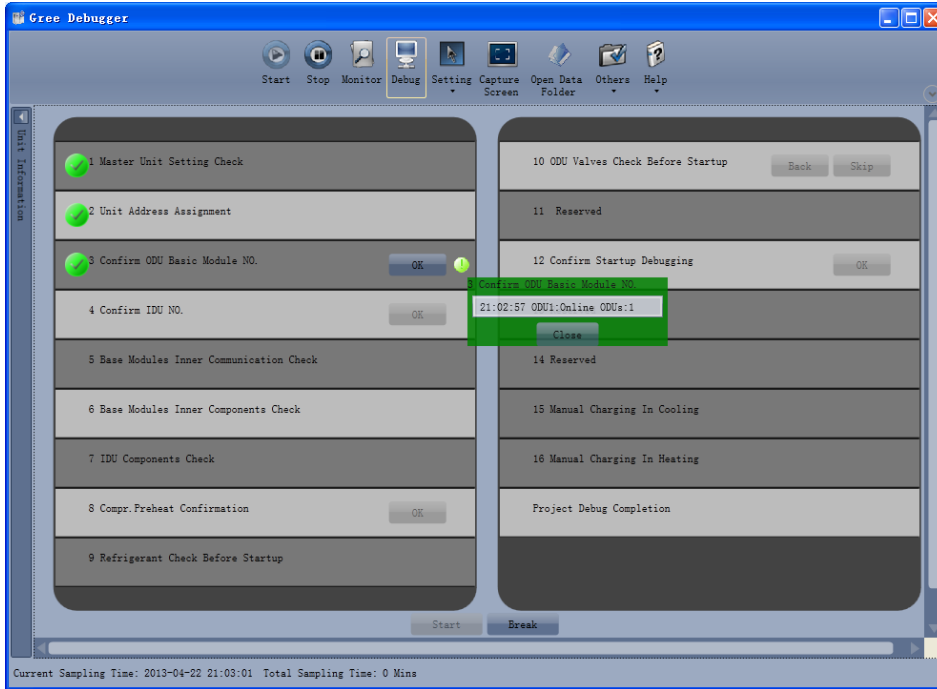 Gree Debugger
Start
Stop
Monitor
Debug
Setting
Capture Screen
Open Data Folder
Others
Help
Unit Information
1 Master Unit Setting Check
2 Unit Address Assignment
3 Confirm ODU Basic Module NO.
OK
4 Confirm IDU NO.
OK
5 Base Modules Inner Communication Check
6 Base Modules Inner Components Check
7 IDU Components Check
8 Compr.Preheat Confirmation
OK
9 Refrigerant Check Before Startup
10 ODU Valves Check Before Startup
Back
Skip
11 Reserved
12 Confirm Startup Debugging
OK
3 Confirm ODU Basic Module NO.
21:02:57 ODU1:Online ODUs:1
Close
14 Reserved
15 Manual Charging In Cooling
16 Manual Charging In Heating
Project Debug Completion
Start
Break
Current Sampling Time: 2013-04-22 21:03:01 Total Sampling Time: 0 Mins